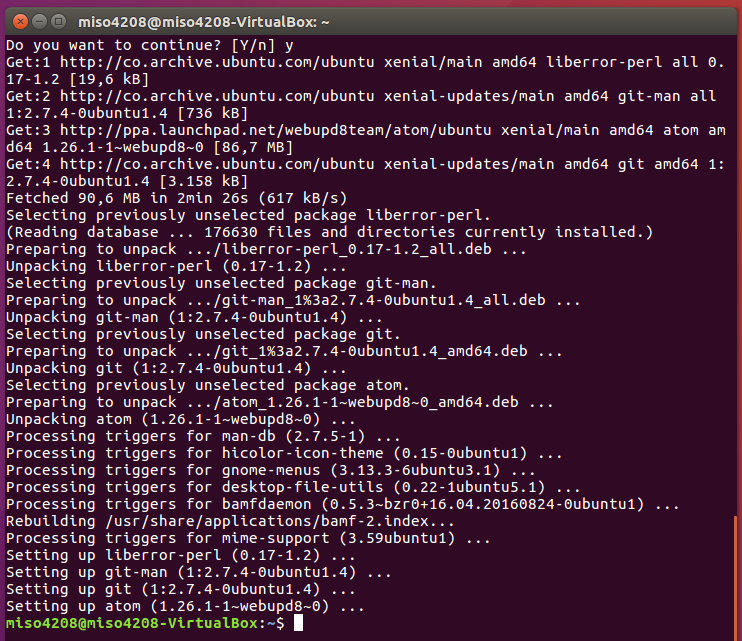 miso4208@miso4208-VirtualBox: ~
Do you want to continue? [Y/n] y
Get:1 http://co.archive.ubuntu.com/ubuntu xenial/main amd64 liberror-perl all 0.
17-1.2 [19,6 kB]
Get:2 http://co.archive.ubuntu.com/ubuntu xenial-updates/main amd64 git-man all
1:2.7.4-0ubuntu1.4 [736 kB]
Get:3 http://ppa.launchpad.net/webupd8team/atom/ubuntu xenial/main amd64 atom am
d64 1.26.1-1~webupd8~0 [86,7 MB]
Get:4 http://co.archive.ubuntu.com/ubuntu xenial-updates/main amd64 git amd64 1:
2.7.4-0ubuntu1.4 [3.158 kB]
Fetched 90,6 MB in 2min 26s (617 kB/s)
Selecting previously unselected package liberror-perl.
(Reading database ... 176630 files and directories currently installed.)
Preparing to unpack .../liberror-perl_0.17-1.2_all.deb ...
Unpacking liberror-perl (0.17-1.2) ...
Selecting previously unselected package git-man.
Preparing to unpack .../git-man_1%3a2.7.4-0ubuntu1.4_all.deb ...
Unpacking git-man (1:2.7.4-0ubuntu1.4) ...
Selecting previously unselected package git.
Preparing to unpack .../git_1%3a2.7.4-0ubuntu1.4_amd64.deb ...
Unpacking git (1:2.7.4-0ubuntu1.4) ...
Selecting previously unselected package atom.
Preparing to unpack .../atom_1.26.1-1~webupd8~0_amd64.deb ...
Unpacking atom (1.26.1-1~webupd8~0) ...
Processing triggers for man-db (2.7.5-1) ...
Processing triggers for hicolor-icon-theme (0.15-0ubuntu1) ...
Processing triggers for gnome-menus (3.13.3-6ubuntu3.1) ...
Processing triggers for desktop-file-utils (0.22-1ubuntu5.1) ...
Processing triggers for bamfdaemon (0.5.3~bzr0+16.04.20160824-0ubuntu1) ...
Rebuilding /usr/share/applications/bamf-2.index...
Processing triggers for mime-support (3.59ubuntu1) ...
Setting up liberror-perl (0.17-1.2) ...
Setting up git-man (1:2.7.4-0ubuntu1.4) ...
Setting up git (1:2.7.4-0ubuntu1.4) ...
Setting up atom (1.26.1-1~webupd8~0) ...
miso4208@miso4208-VirtualBox:~$